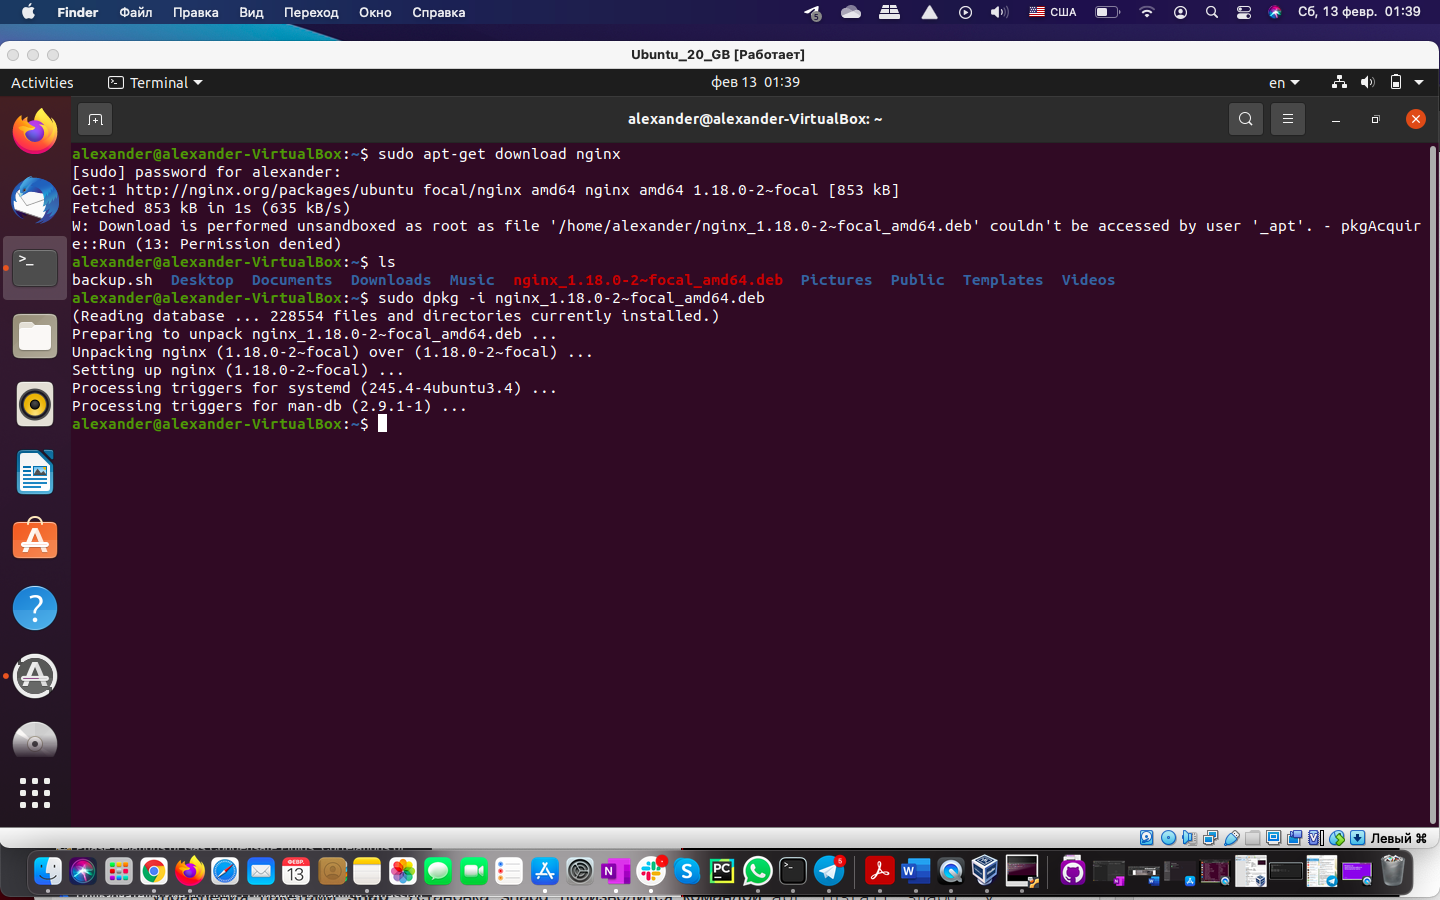 Finder Файл Правка Вид Переход Окно Справка США Сб, 13 февр. 01:39
Ubuntu_20_GB [Работает]
Activities Terminal фев 13 01:39 en
alexander@alexander-VirtualBox: ~
alexander@alexander-VirtualBox:~$ sudo apt-get download nginx
[sudo] password for alexander:
Get:1 http://nginx.org/packages/ubuntu focal/nginx amd64 nginx amd64 1.18.0-2~focal [853 kB]
Fetched 853 kB in 1s (635 kB/s)
W: Download is performed unsandboxed as root as file '/home/alexander/nginx_1.18.0-2~focal_amd64.deb' couldn't be accessed by user '_apt'. - pkgAcquir
e::Run (13: Permission denied)
alexander@alexander-VirtualBox:~$ ls
backup.sh Desktop Documents Downloads Music nginx_1.18.0-2~focal_amd64.deb Pictures Public Templates Videos
alexander@alexander-VirtualBox:~$ sudo dpkg -i nginx_1.18.0-2~focal_amd64.deb
(Reading database ... 228554 files and directories currently installed.)
Preparing to unpack nginx_1.18.0-2~focal_amd64.deb ...
Unpacking nginx (1.18.0-2~focal) over (1.18.0-2~focal) ...
Setting up nginx (1.18.0-2~focal) ...
Processing triggers for systemd (245.4-4ubuntu3.4) ...
Processing triggers for man-db (2.9.1-1) ...
alexander@alexander-VirtualBox:~$
Левый ⌘
ФЕВР.
13